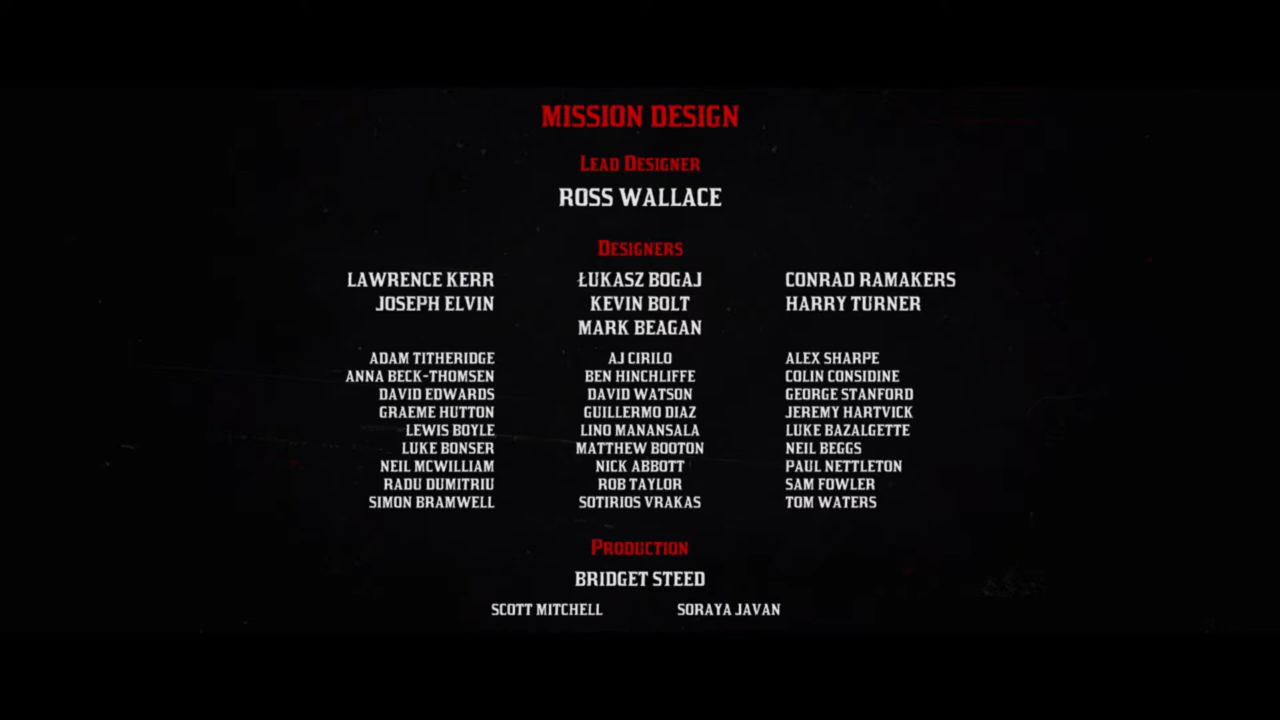 MISSION DESIGN
LEAD DESIGNER
ROSS WALLACE
DESIGNERS
LAWRENCE KERR ŁUKASZ BOGAJ CONRAD RAMAKERS
JOSEPH ELVIN KEVIN BOLT HARRY TURNER
MARK BEAGAN
ADAM TITHERIDGE AJ CIRILO ALEX SHARPE
ANNA BECK-THOMSEN BEN HINCHLIFFE COLIN CONSIDINE
DAVID EDWARDS DAVID WATSON GEORGE STANFORD
GRAEME HUTTON GUILLERMO DIAZ JEREMY HARTVICK
LEWIS BOYLE LINO MANANSALA LUKE BAZALGETTE
LUKE BONSER MATTHEW BOOTON NEIL BEGGS
NEIL MCWILLIAM NICK ABBOTT PAUL NETTLETON
RADU DUMITRIU ROB TAYLOR SAM FOWLER
SIMON BRAMWELL SOTIRIOS VRAKAS TOM WATERS
PRODUCTION
BRIDGET STEED
SCOTT MITCHELL SORAYA JAVAN